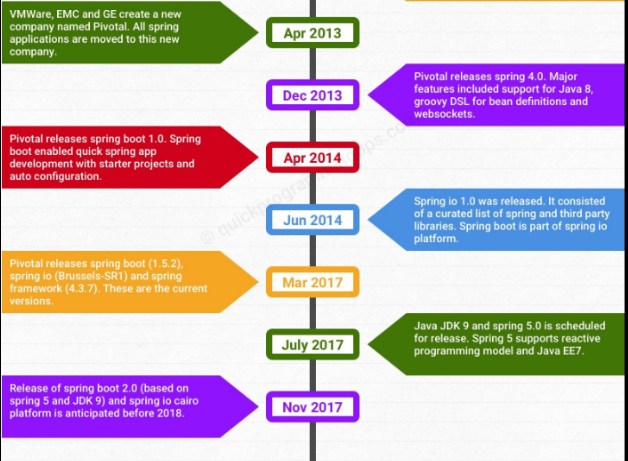 VMWare, EMC and GE create a new
company named Pivotal. All spring
applications are moved to this new
company.
Apr 2013
Dec 2013
Pivotal releases spring 4.0. Major
features included support for Java 8,
groovy DSL for bean definitions and
websockets.
Pivotal releases spring boot 1.0. Spring
boot enabled quick spring app
development with starter projects and
auto configuration.
Apr 2014
Jun 2014
Spring io 1.0 was released. It consisted
of a curated list of spring and third party
libraries. Spring boot is part of spring io
platform.
Pivotal releases spring boot (1.5.2),
spring io (Brussels-SR1) and spring
framework (4.3.7). These are the current
versions.
Mar 2017
July 2017
Java JDK 9 and spring 5.0 is scheduled
for release. Spring 5 supports reactive
programming model and Java EE7.
Release of spring boot 2.0 (based on
spring 5 and JDK 9) and spring io cairo
platform is anticipated before 2018.
Nov 2017